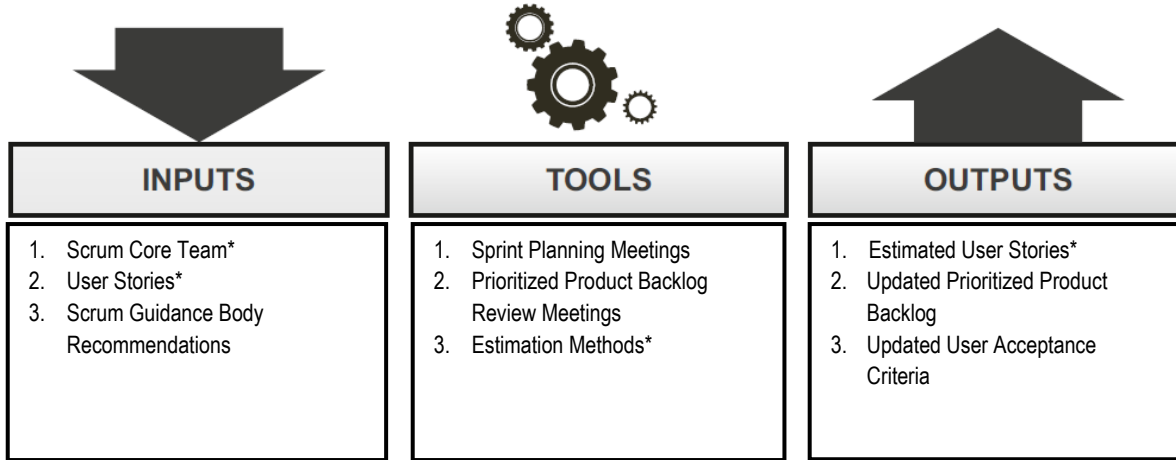 INPUTS
1. Scrum Core Team*
2. User Stories*
3. Scrum Guidance Body
Recommendations
TOOLS
1. Sprint Planning Meetings
2. Prioritized Product Backlog
Review Meetings
3. Estimation Methods*
OUTPUTS
1. Estimated User Stories*
2. Updated Prioritized Product
Backlog
3. Updated User Acceptance
Criteria